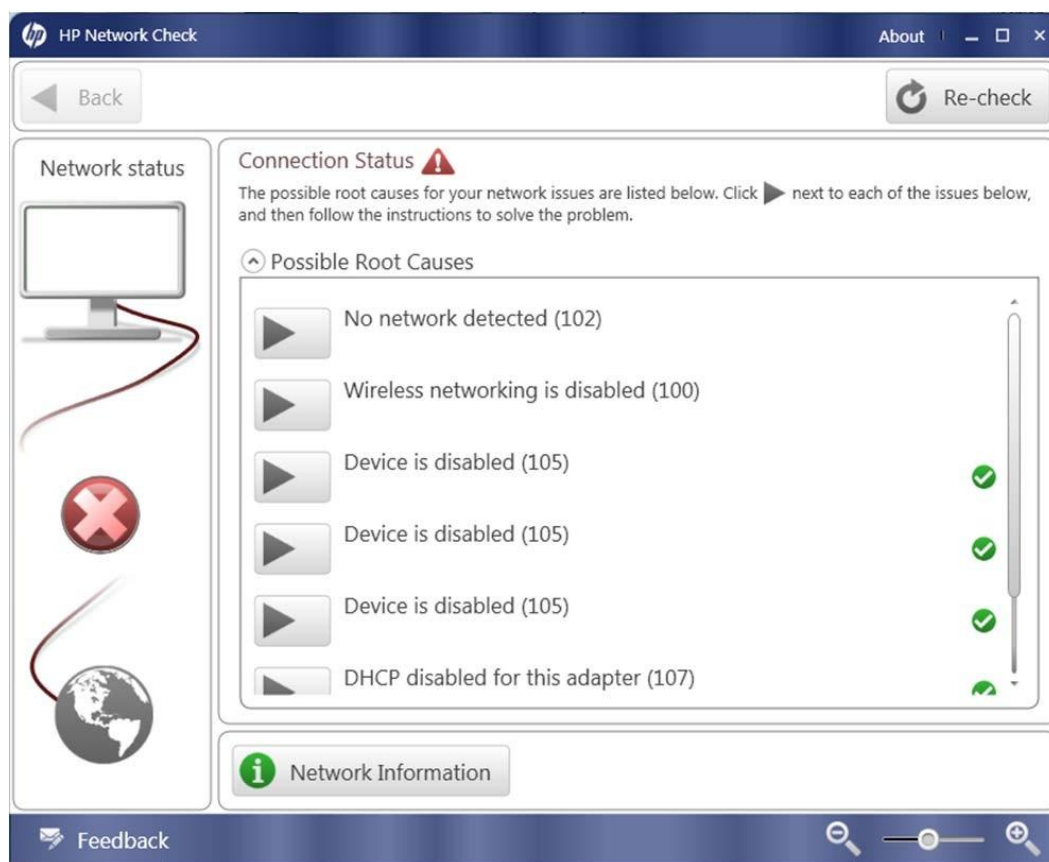 hp HP Network Check
About
Back
Re-check
Network status
Connection Status
The possible root causes for your network issues are listed below. Click next to each of the issues below,
and then follow the instructions to solve the problem.
Possible Root Causes
No network detected (102)
Wireless networking is disabled (100)
Device is disabled (105)
Device is disabled (105)
Device is disabled (105)
DHCP disabled for this adapter (107)
Network Information
Feedback